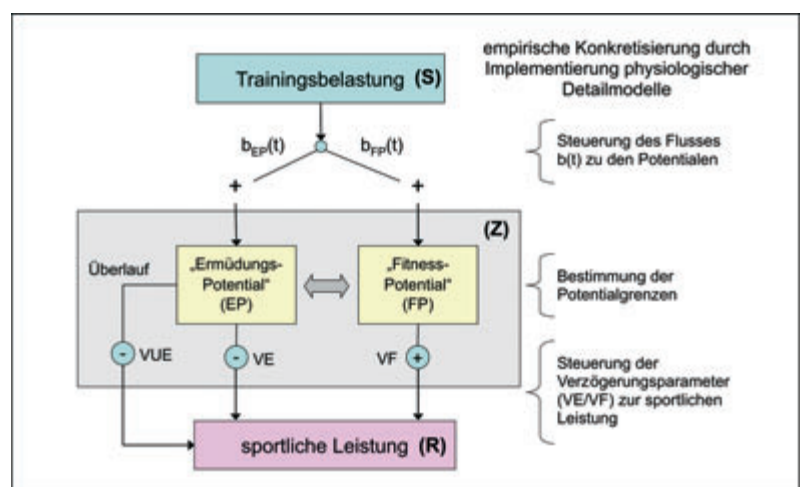 empirische Konkretisierung durch
Implementierung physiologischer
Detailmodelle
Trainingsbelastung (S)
b_EP(t)
b_FP(t)
Steuerung des Flusses
b(t) zu den Potentialen
+
+
(Z)
Überlauf
„Ermüdungs-
Potential“
(EP)
„Fitness-
Potential“
(FP)
Bestimmung der
Potentialgrenzen
- VUE
- VE
VF +
Steuerung der
Verzögerungsparameter
(VE/VF) zur sportlichen
Leistung
sportliche Leistung (R)